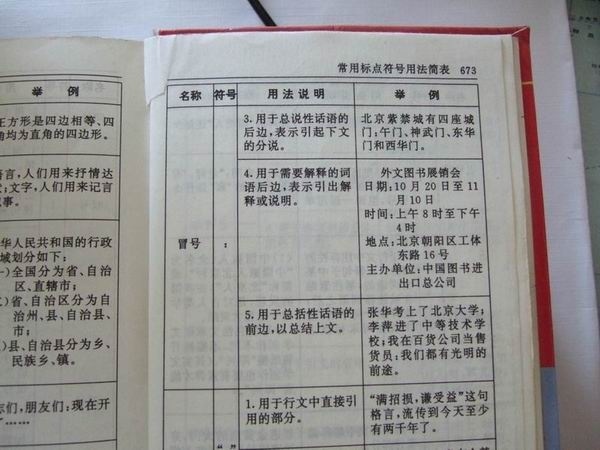 举 例
正方形是四边相等、四
角均为直角的四边形。
语言,人们用来抒情达
;文字,人们用来记言
事。
华人民共和国的行政
域划分如下:
一)全国分为省、自治
区、直辖市;
)省、自治区分为自
治州、县、自治县、
市;
)县、自治县分为乡、
民族乡、镇。
志们,朋友们:现在开
了……
常用标点符号用法简表 673
名称 符号 用法说明 举 例
冒号 :
3.用于总说性话语的
后边,表示引起下文
的分说。
北京紫禁城有四座城
门:午门、神武门、东华
门和西华门。
4.用于需要解释的词
语后边,表示引出解
释或说明。
外文图书展销会
日期:10月20日至11
月10日
时间:上午8时至下午
4时
地点:北京朝阳区工体
东路16号
主办单位:中国图书进
出口总公司
5.用于总括性话语的
前边,以总结上文。
张华考上了北京大学;
李萍进了中等技术学
校;我在百货公司当售
货员:我们都有光明的
前途。
1.用于行文中直接引
用的部分。
“满招损,谦受益”这句
格言,流传到今天至少
有两千年了。
“ ”